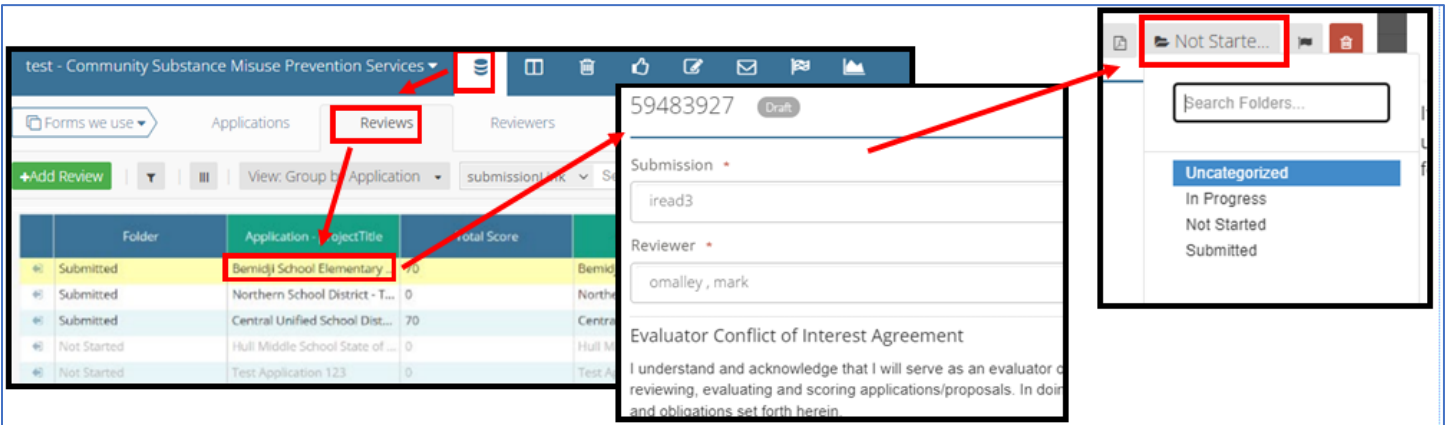 test - Community Substance Misuse Prevention Services
Forms we use
Applications
Reviews
Reviewers
+Add Review
View: Group by Application
submissionLink
Folder
Application - ProjectTitle
Total Score
Submitted
Bemidji School Elementary ...
70
Bemid
Submitted
Northern School District - T...
0
Northe
Submitted
Central Unified School Dist...
70
Centra
Not Started
Hull Middle School State of ...
0
Hull M
Not Started
Test Application 123
0
Test A
59483927
Draft
Submission *
iread3
Reviewer *
omalley , mark
Evaluator Conflict of Interest Agreement
I understand and acknowledge that I will serve as an evaluator
reviewing, evaluating and scoring applications/proposals. In doin
and obligations set forth herein.
Not Starte...
Search Folders...
Uncategorized
In Progress
Not Started
Submitted